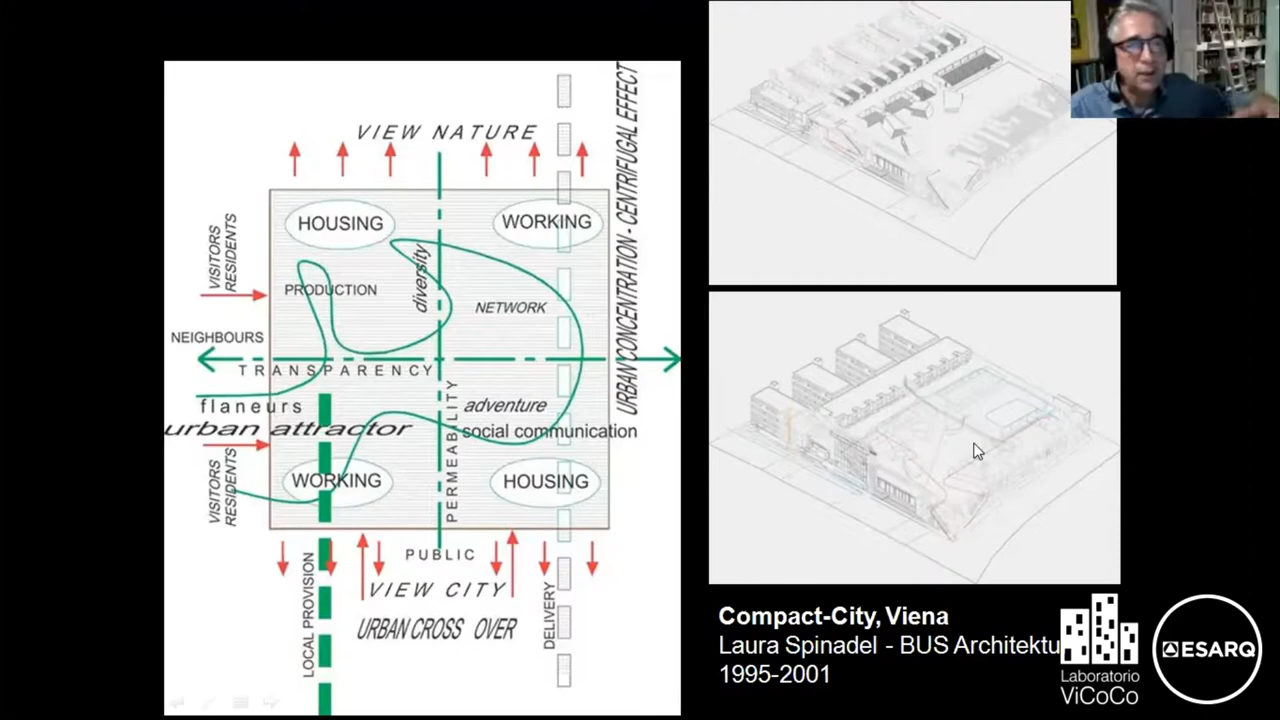 VIEW NATURE
URBAN CONCENTRATION - CENTRIFUGAL EFFECT
HOUSING
WORKING
VISITORS
RESIDENTS
diversity
PRODUCTION
NETWORK
NEIGHBOURS
TRANSPARENCY
flaneurs
PERMEABILITY
adventure
urban attractor
social communication
VISITORS
RESIDENTS
WORKING
HOUSING
PUBLIC
LOCAL PROVISION
VIEW CITY
DELIVERY
URBAN CROSS OVER
Compact-City, Viena
Laura Spinadel - BUS Architektu
1995-2001
Laboratorio
ViCoCo
ESARQ